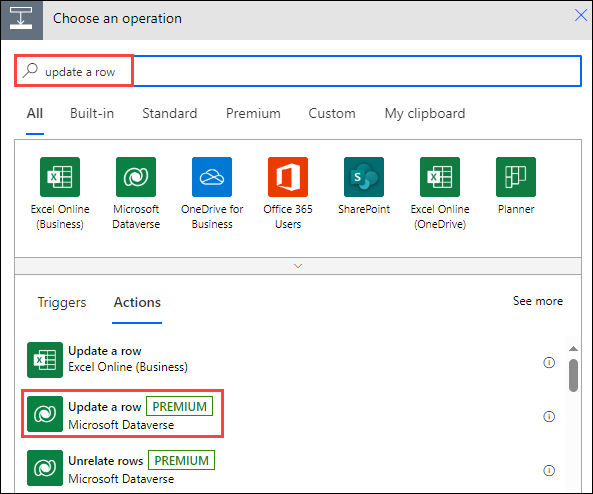 Choose an operation
update a row
All Built-in Standard Premium Custom My clipboard
Excel Online (Business)
Microsoft Dataverse
OneDrive for Business
Office 365 Users
SharePoint
Excel Online (OneDrive)
Planner
Triggers Actions See more
Update a row
Excel Online (Business)
Update a row PREMIUM
Microsoft Dataverse
Unrelate rows PREMIUM
Microsoft Dataverse